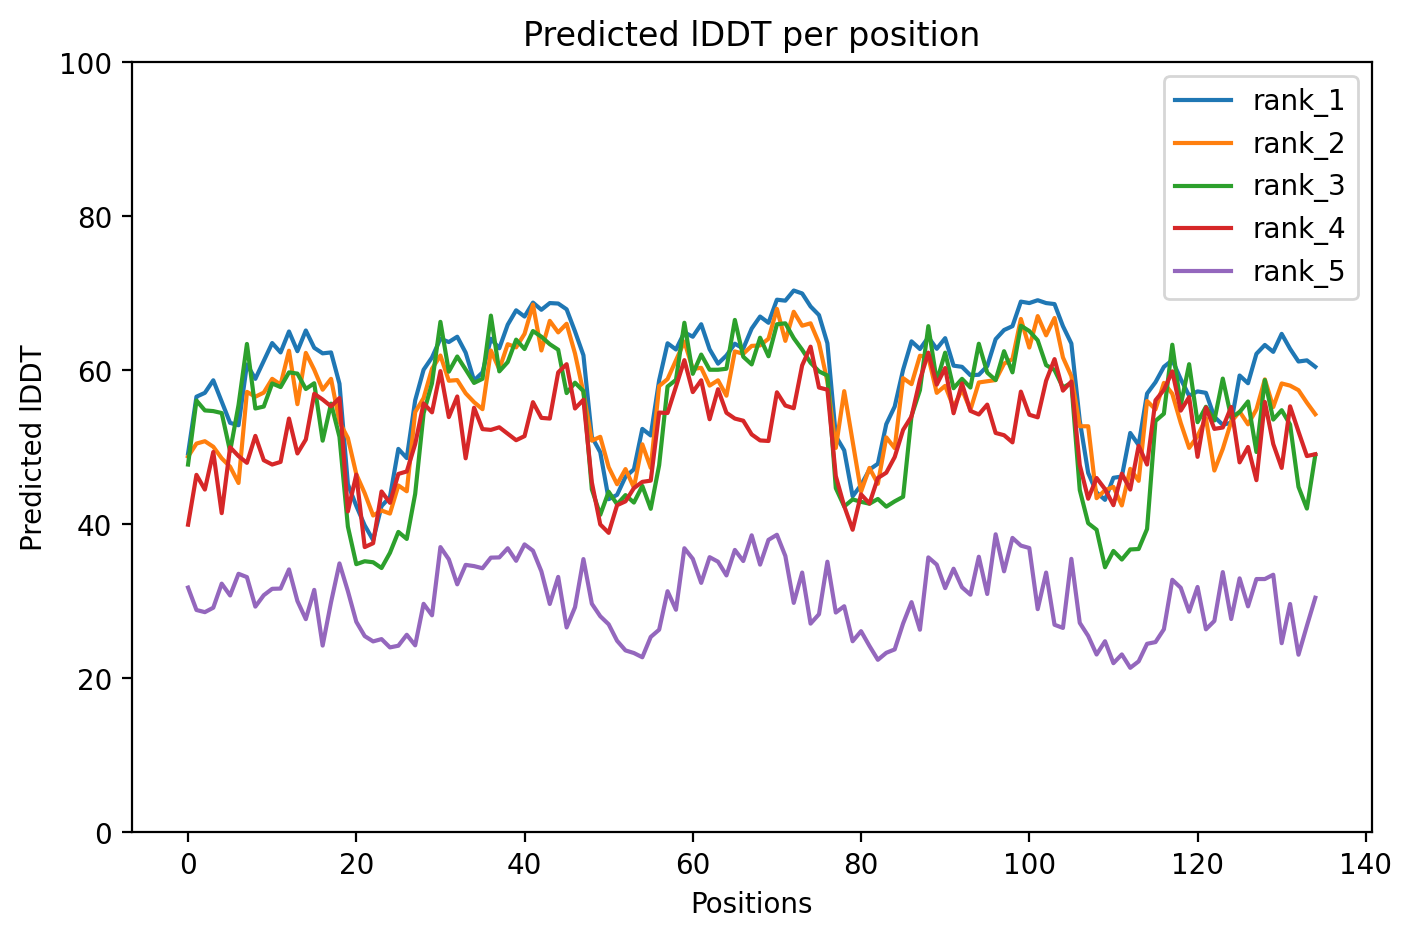 Predicted lDDT per position
100
80
60
40
20
0
Predicted lDDT
0 20 40 60 80 100 120 140
Positions
rank_1
rank_2
rank_3
rank_4
rank_5